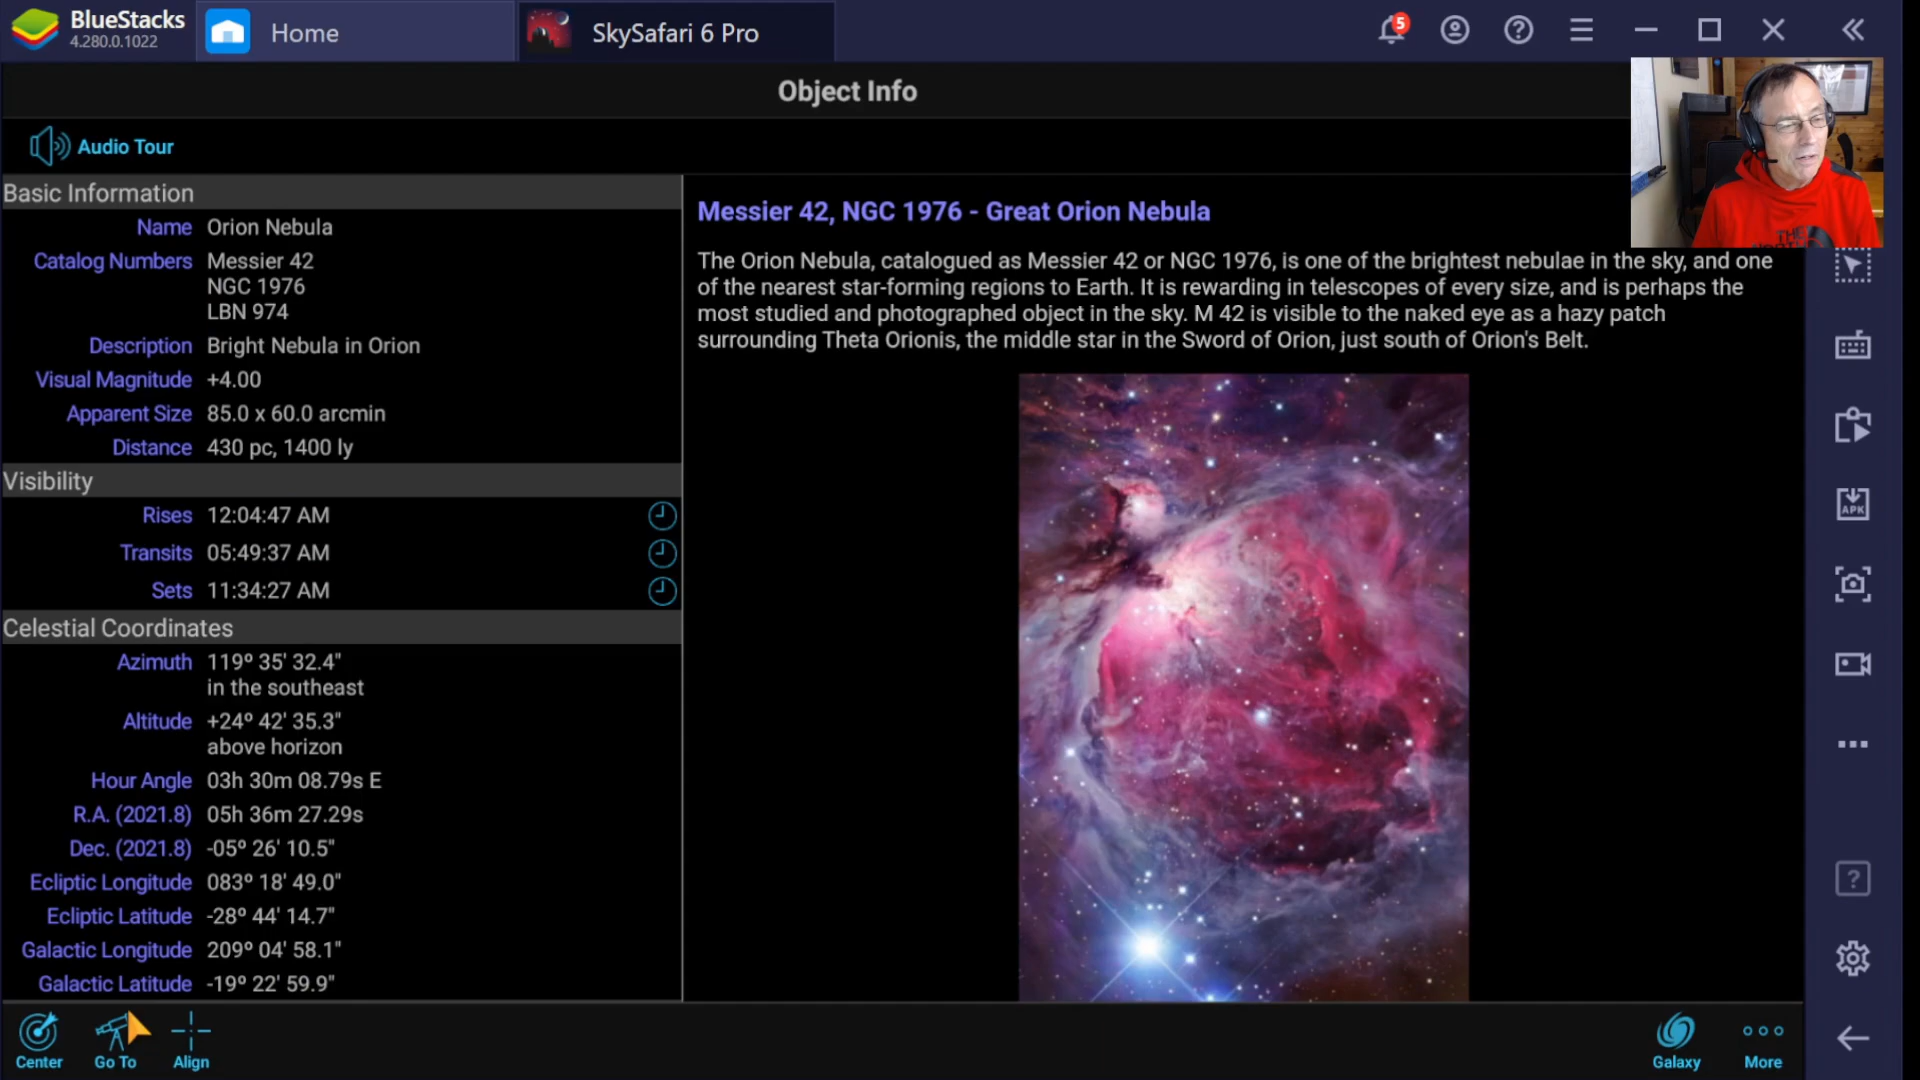 BlueStacks
4.280.0.1022
Home
SkySafari 6 Pro
5
Object Info
Audio Tour
Basic Information
Name Orion Nebula
Catalog Numbers Messier 42
NGC 1976
LBN 974
Description Bright Nebula in Orion
Visual Magnitude +4.00
Apparent Size 85.0 x 60.0 arcmin
Distance 430 pc, 1400 ly
Visibility
Rises 12:04:47 AM
Transits 05:49:37 AM
Sets 11:34:27 AM
Celestial Coordinates
Azimuth 119º 35' 32.4"
in the southeast
Altitude +24º 42' 35.3"
above horizon
Hour Angle 03h 30m 08.79s E
R.A. (2021.8) 05h 36m 27.29s
Dec. (2021.8) -05º 26' 10.5"
Ecliptic Longitude 083º 18' 49.0"
Ecliptic Latitude -28º 44' 14.7"
Galactic Longitude 209º 04' 58.1"
Galactic Latitude -19º 22' 59.9"
Messier 42, NGC 1976 - Great Orion Nebula
The Orion Nebula, catalogued as Messier 42 or NGC 1976, is one of the brightest nebulae in the sky, and one
of the nearest star-forming regions to Earth. It is rewarding in telescopes of every size, and is perhaps the
most studied and photographed object in the sky. M 42 is visible to the naked eye as a hazy patch
surrounding Theta Orionis, the middle star in the Sword of Orion, just south of Orion's Belt.
THE
APK
Center
Go To
Align
Galaxy
More